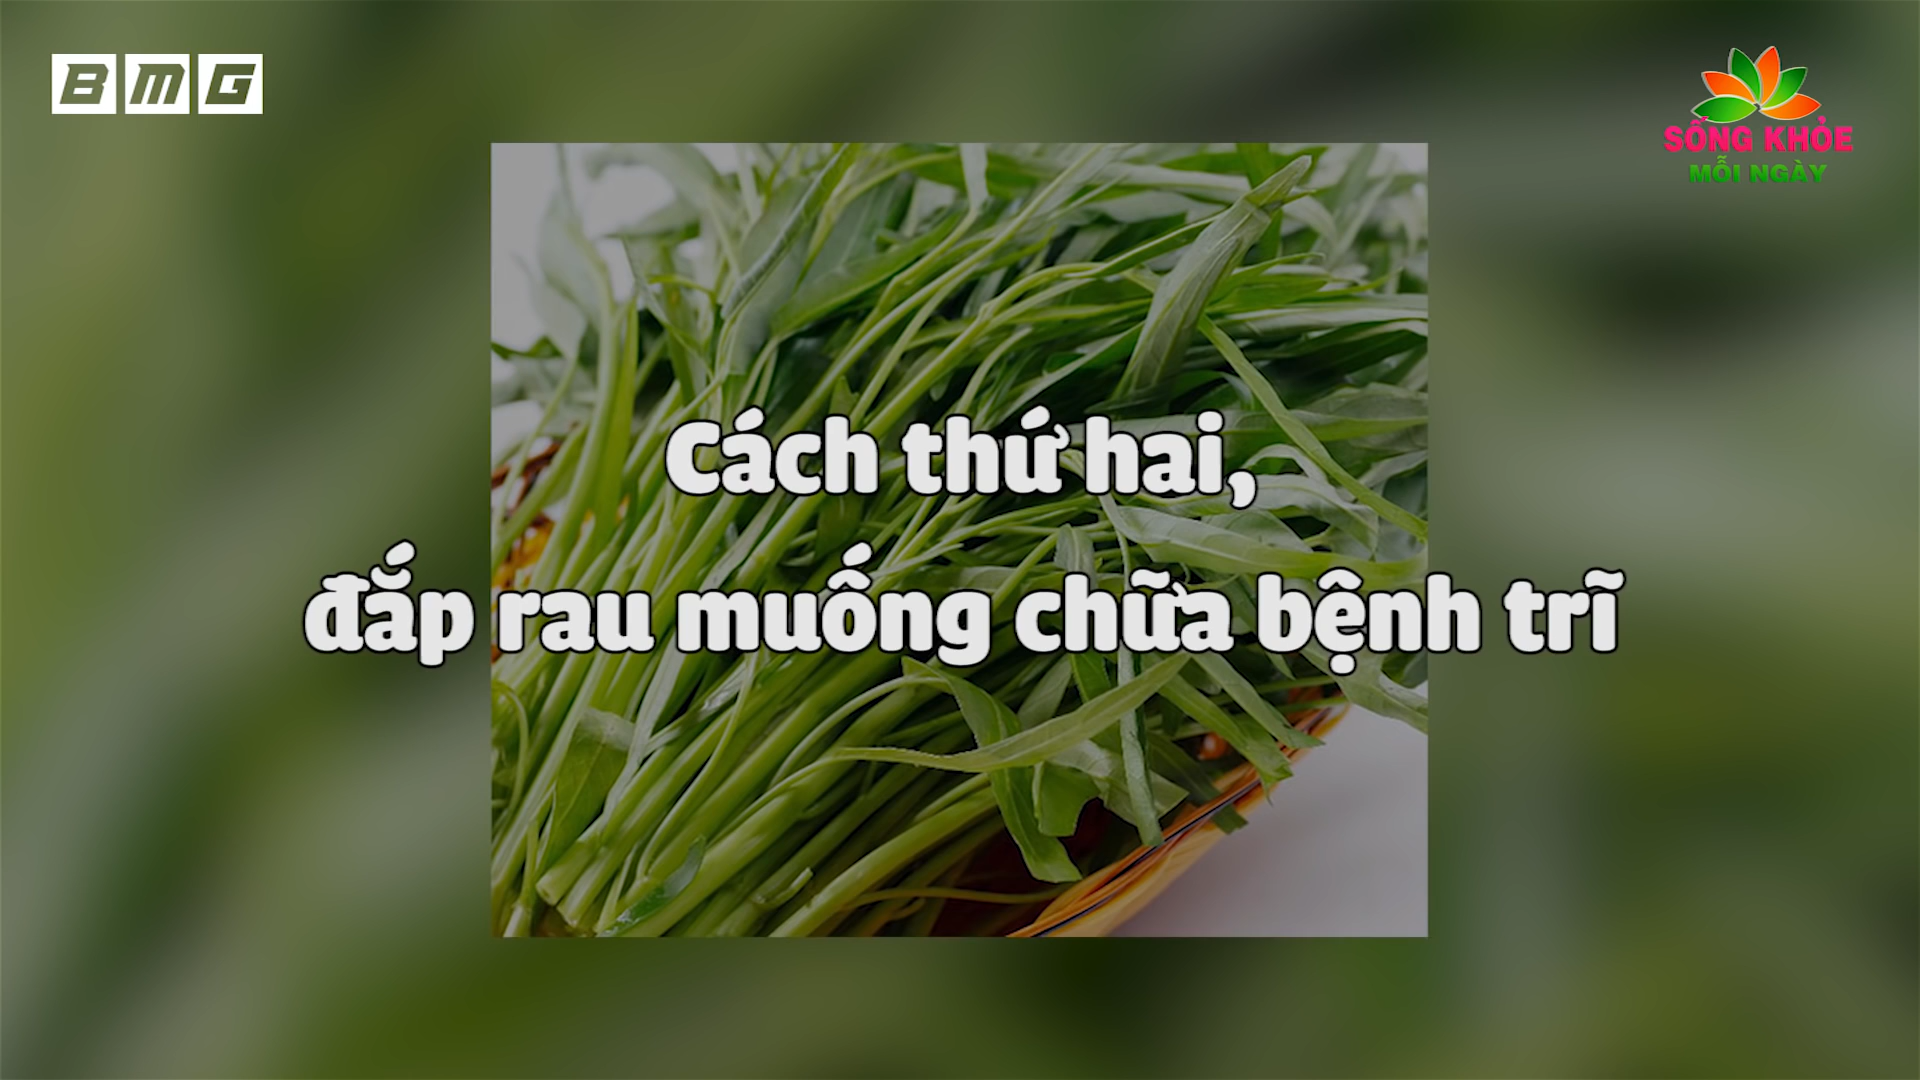 BMG
SỐNG KHỎE
MỖI NGÀY
Cách thứ hai,
đắp rau muống chữa bệnh trĩ